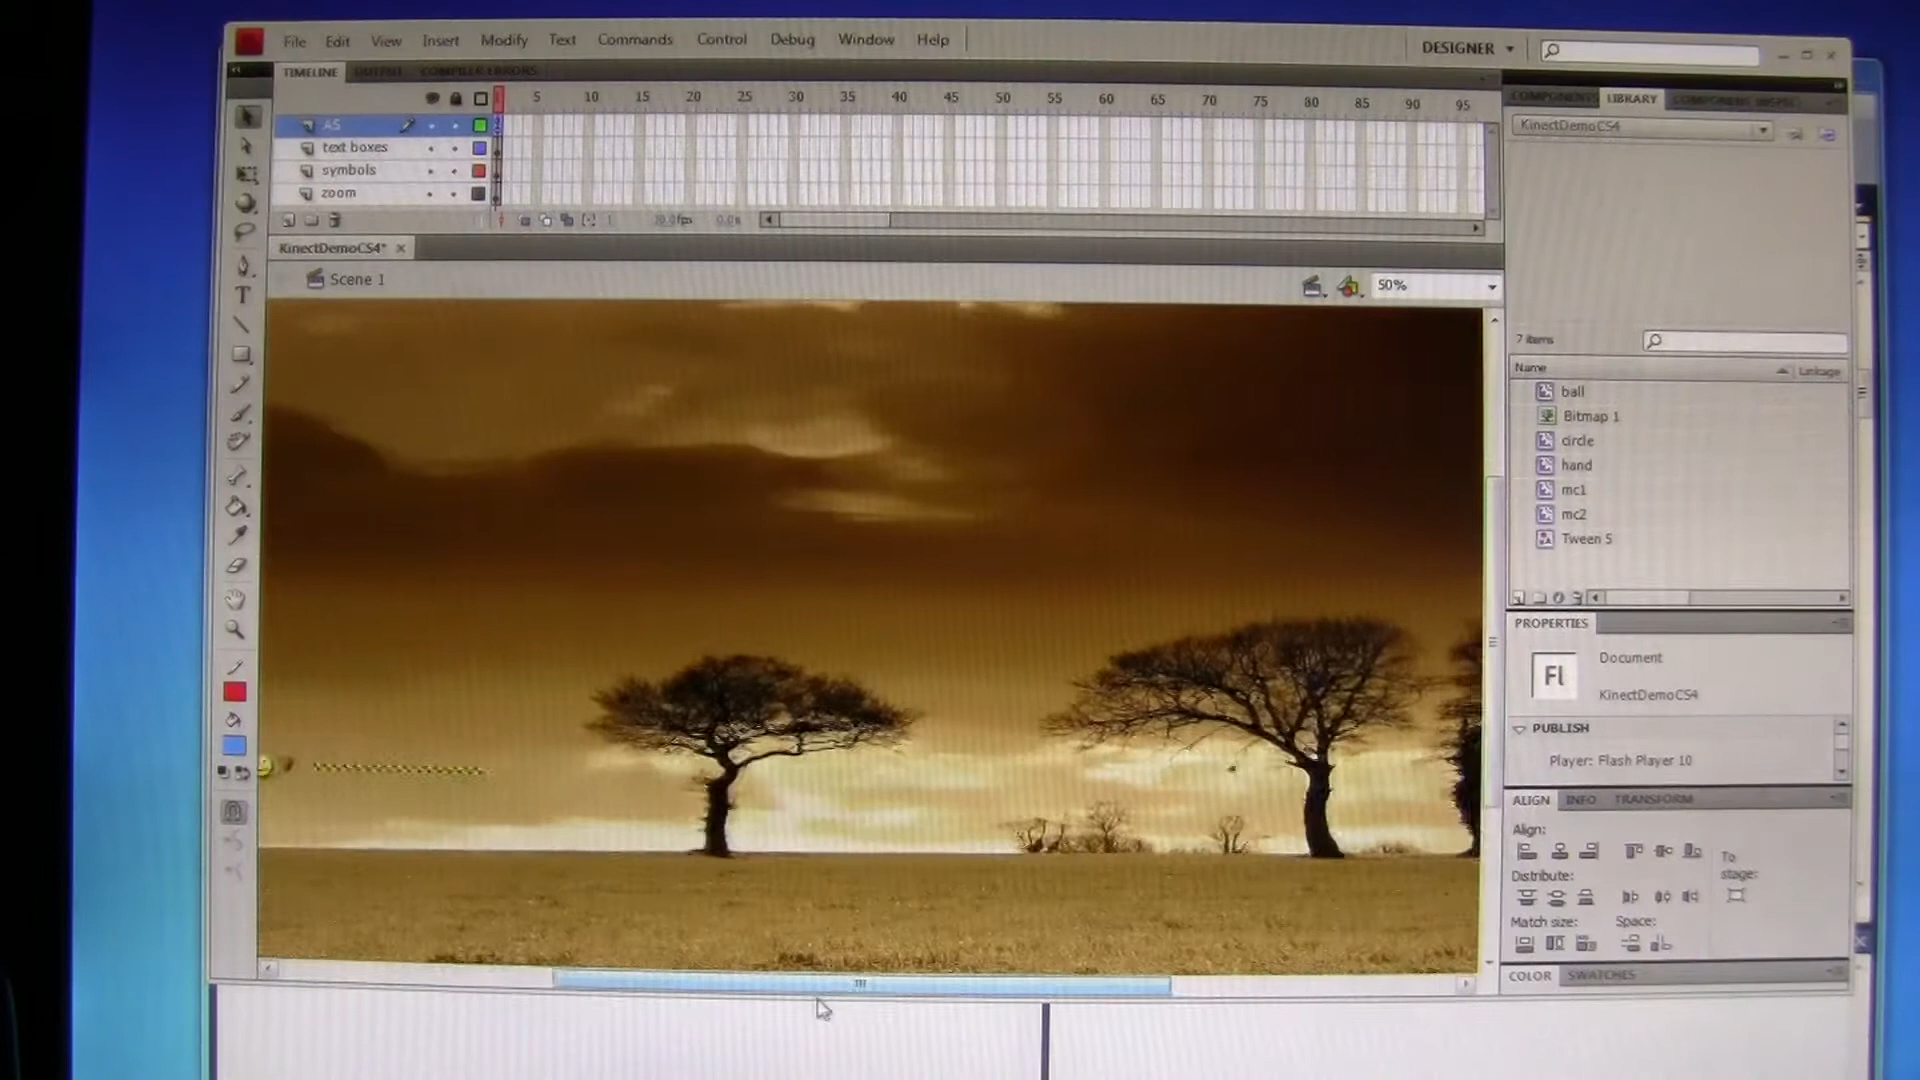 File Edit View Insert Modify Text Commands Control Debug Window Help
DESIGNER
TIMELINE OUTPUT COMPILER ERRORS
COMPONENTS LIBRARY
5 10 15 20 25 30 35 40 45 50 55 60 65 70 75 80 85 90 95
AS
text boxes
symbols
zoom
KinectDemoCS4
KinectDemoCS4*
Scene 1
50%
7 items
Name Linkage
ball
Bitmap 1
circle
hand
mc1
mc2
Tween 5
PROPERTIES
Fl
Document
KinectDemoCS4
PUBLISH
Player: Flash Player 10
ALIGN INFO TRANSFORM
Align:
To
stage:
Distribute:
Match size: Space:
COLOR SWATCHES